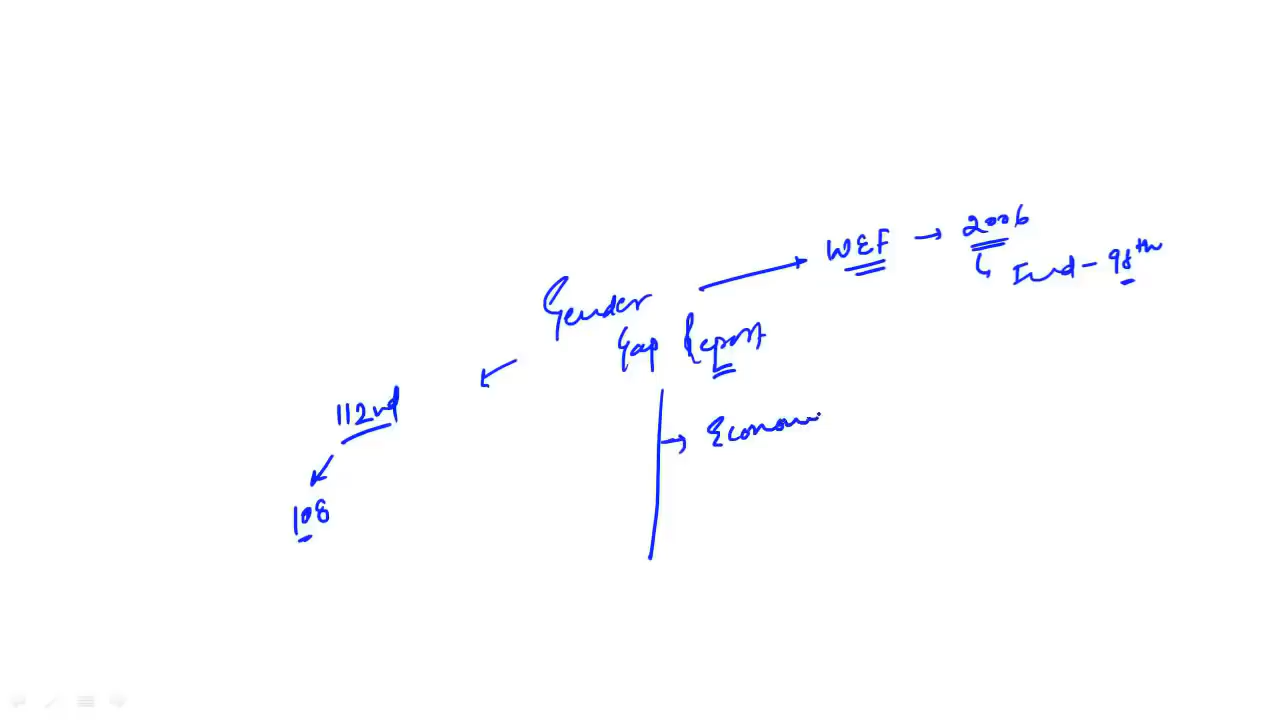 WEF → 2006
Ind - 98th
Gender
Gap Report
112nd
→ Econom
108